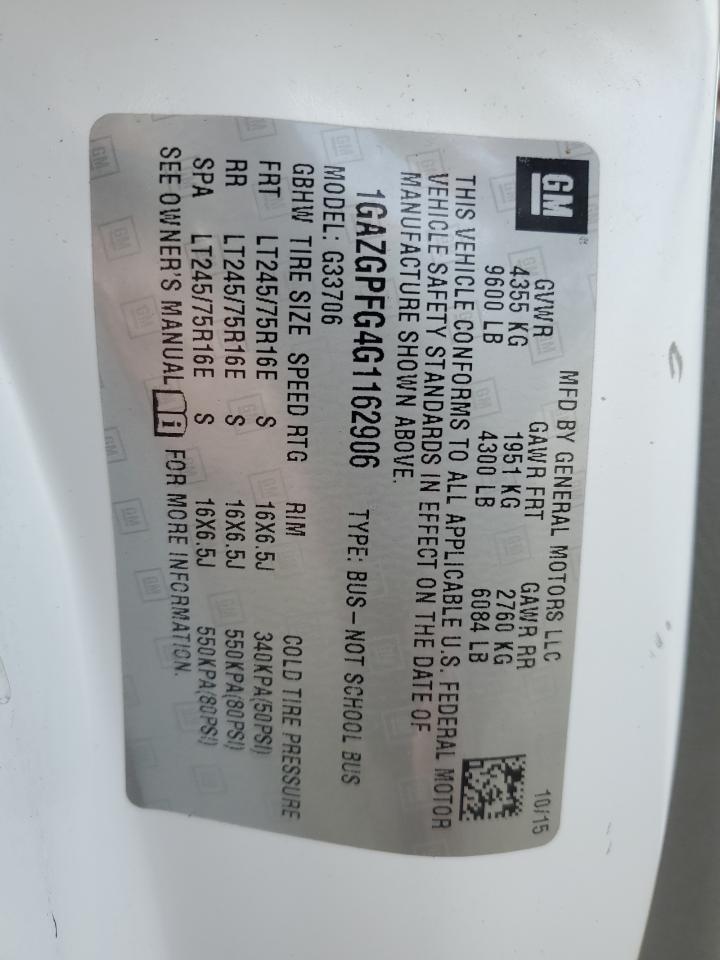 GM
MFD BY GENERAL MOTORS LLC 10/15
GVWR GAWR FRT GAWR RR
4355 KG 1951 KG 2760 KG
9600 LB 4300 LB 6084 LB
THIS VEHICLE CONFORMS TO ALL APPLICABLE U.S. FEDERAL MOTOR
VEHICLE SAFETY STANDARDS IN EFFECT ON THE DATE OF
MANUFACTURE SHOWN ABOVE.
1GAZGPFG4G1162906 TYPE: BUS-NOT SCHOOL BUS
MODEL: G33706
GBHW TIRE SIZE SPEED RTG RIM COLD TIRE PRESSURE
FRT LT245/75R16E S 16X6.5J 340KPA(50PSI)
RR LT245/75R16E S 16X6.5J 550KPA(80PSI)
SPA LT245/75R16E S 16X6.5J 550KPA(80PSI)
SEE OWNER'S MANUAL i FOR MORE INFORMATION.